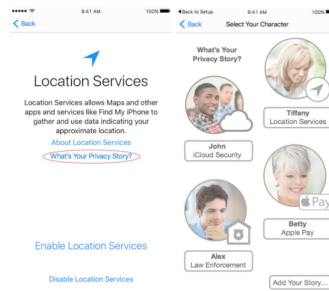 9:41 AM
100%
Back
Location Services
Location Services allows Maps and other
apps and services like Find My iPhone to
gather and use data indicating your
approximate location.
About Location Services
What's Your Privacy Story?
Enable Location Services
Disable Location Services
Back to Setup
9:41 AM
100%
Back
Select Your Character
What's Your
Privacy Story?
Tiffany
Location Services
John
iCloud Security
Pay
Betty
Apple Pay
Alex
Law Enforcement
Add Your Story...